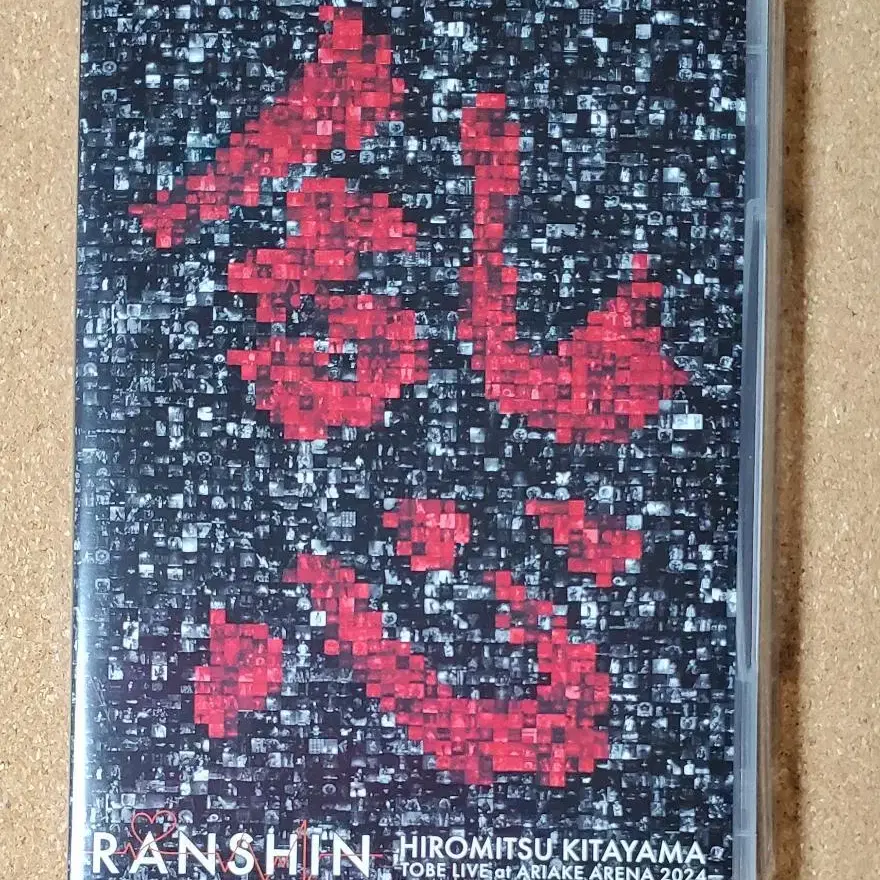 乱心
RANSHIN
HIROMITSU KITAYAMA
TOBE LIVE at ARIAKE ARENA 2024